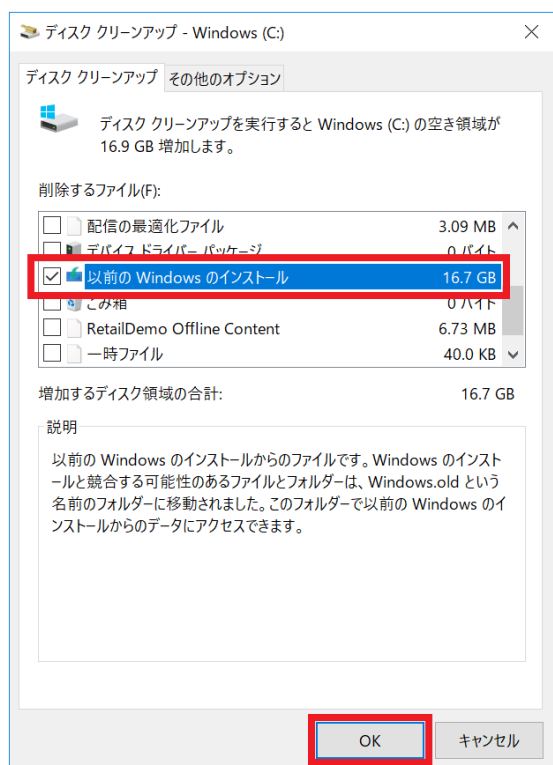 ディスク クリーンアップ - Windows (C:)
ディスク クリーンアップ
その他のオプション
ディスク クリーンアップを実行すると Windows (C:) の空き領域が
16.9 GB 増加します。
削除するファイル(F):
配信の最適化ファイル 3.09 MB
デバイス ドライバー パッケージ 0 バイト
以前の Windows のインストール 16.7 GB
ごみ箱 0 バイト
RetailDemo Offline Content 6.73 MB
一時ファイル 40.0 KB
増加するディスク領域の合計: 16.7 GB
説明
以前の Windows のインストールからのファイルです。Windows のインスト
ールと競合する可能性のあるファイルとフォルダーは、Windows.old という
名前のフォルダーに移動されました。このフォルダーで以前の Windows のイ
ンストールからのデータにアクセスできます。
OK
キャンセル